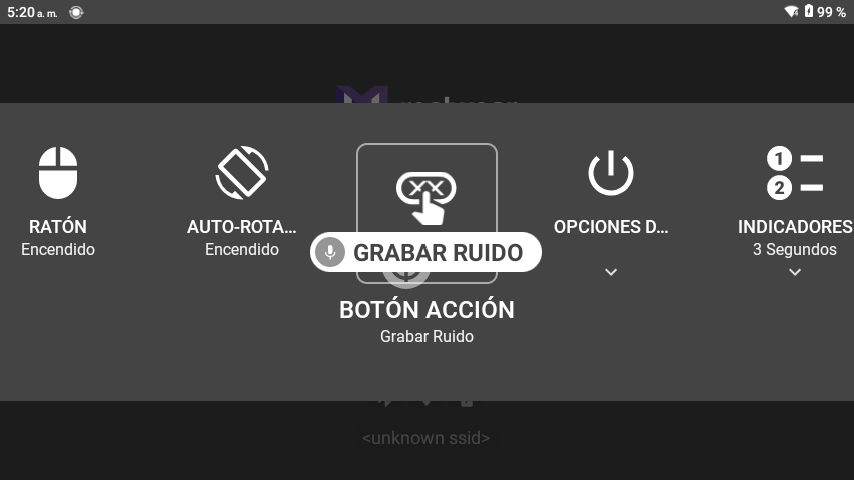 5:20 a. m.
99 %
RATÓN
Encendido
AUTO-ROTA...
Encendido
XX
GRABAR RUIDO
BOTÓN ACCIÓN
Grabar Ruido
OPCIONES D...
1
2
INDICADORES
3 Segundos
<unknown ssid>